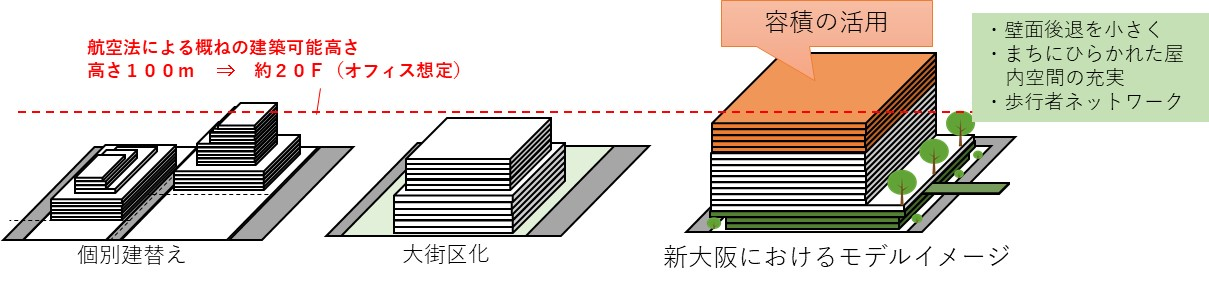 容積の活用
・壁面後退を小さく
・まちにひらかれた屋
内空間の充実
・歩行者ネットワーク
航空法による概ねの建築可能高さ
高さ１００ｍ　⇒　約２０Ｆ（オフィス想定）
個別建替え
大街区化
新大阪におけるモデルイメージ